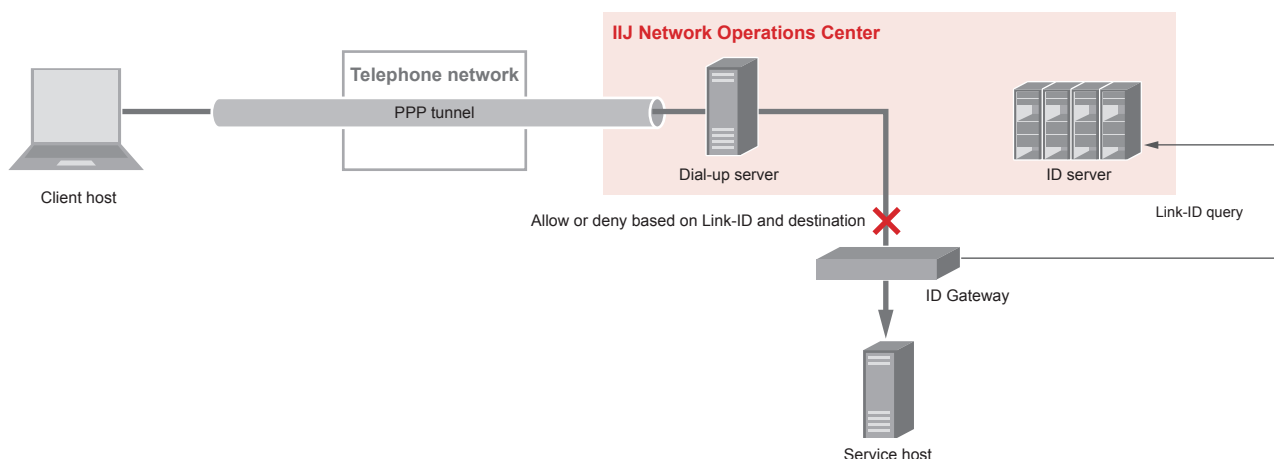 IIJ Network Operations Center
Telephone network
PPP tunnel
Client host
Dial-up server
ID server
Allow or deny based on Link-ID and destination
Link-ID query
ID Gateway
Service host